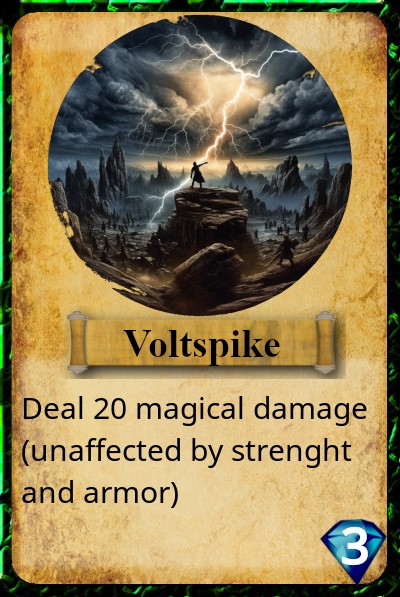 Voltspike
Deal 20 magical damage
(unaffected by strenght
and armor)
3